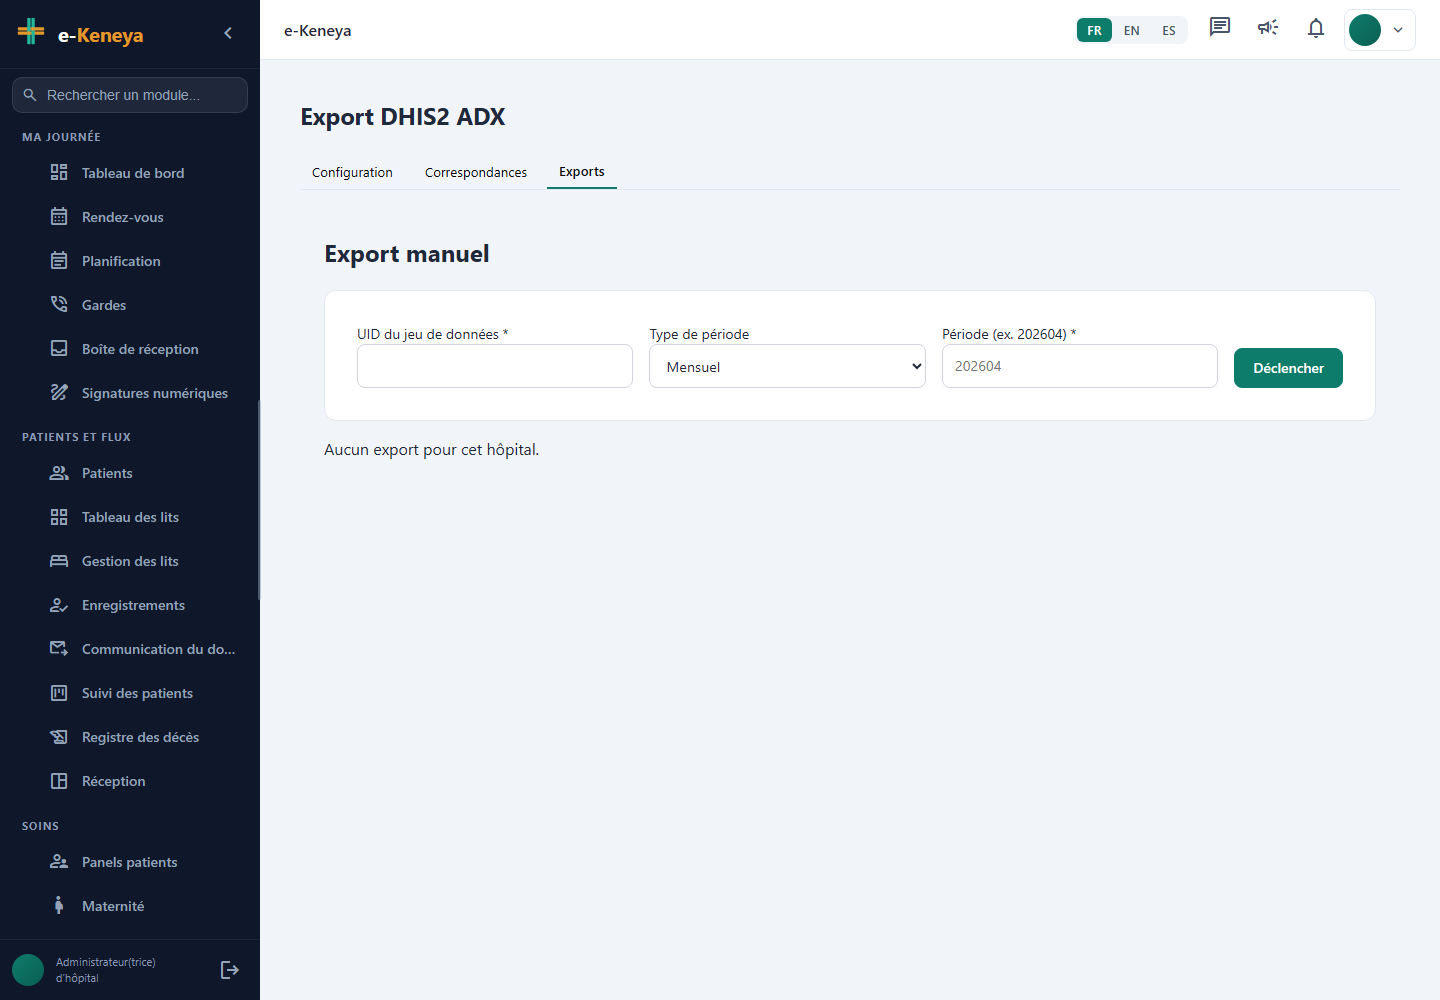 e-Keneya
Rechercher un module...
MA JOURNÉE
Tableau de bord
Rendez-vous
Planification
Gardes
Boîte de réception
Signatures numériques
PATIENTS ET FLUX
Patients
Tableau des lits
Gestion des lits
Enregistrements
Communication du do...
Suivi des patients
Registre des décès
Réception
SOINS
Panels patients
Maternité
Administrateur(trice)
d'hôpital
e-Keneya
FR EN ES
Export DHIS2 ADX
Configuration Correspondances Exports
Export manuel
UID du jeu de données * Type de période Période (ex. 202604) *
Mensuel 202604 Déclencher
Aucun export pour cet hôpital.